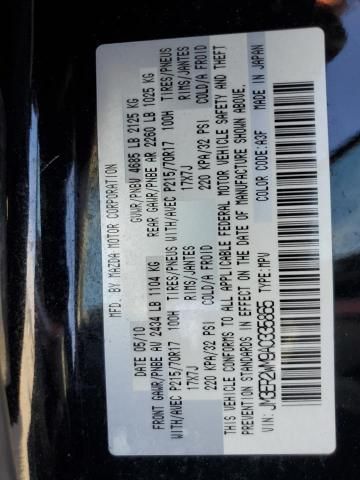 MFD. BY MAZDA MOTOR CORPORATION
DATE 05/10 GVWR/PNBV 4685 LB 2125 KG
FRONT GAWR/PNBE AV 2434 LB 1104 KG REAR GAWR/PNBE AR 2260 LB 1025 KG
WITH/AVEC P215/70R17 100H TIRES/PNEUS WITH/AVEC P215/70R17 100H TIRES/PNEUS
17X7J RIMS/JANTES 17X7J RIMS/JANTES
220 KPA/32 PSI COLD/A FROID 220 KPA/32 PSI COLD/A FROID
THIS VEHICLE CONFORMS TO ALL APPLICABLE FEDERAL MOTOR VEHICLE SAFETY AND THEFT
PREVENTION STANDARDS IN EFFECT ON THE DATE OF MANUFACTURE SHOWN ABOVE.
VIN: TYPE:MPV COLOR CODE:A3F MADE IN JAPAN